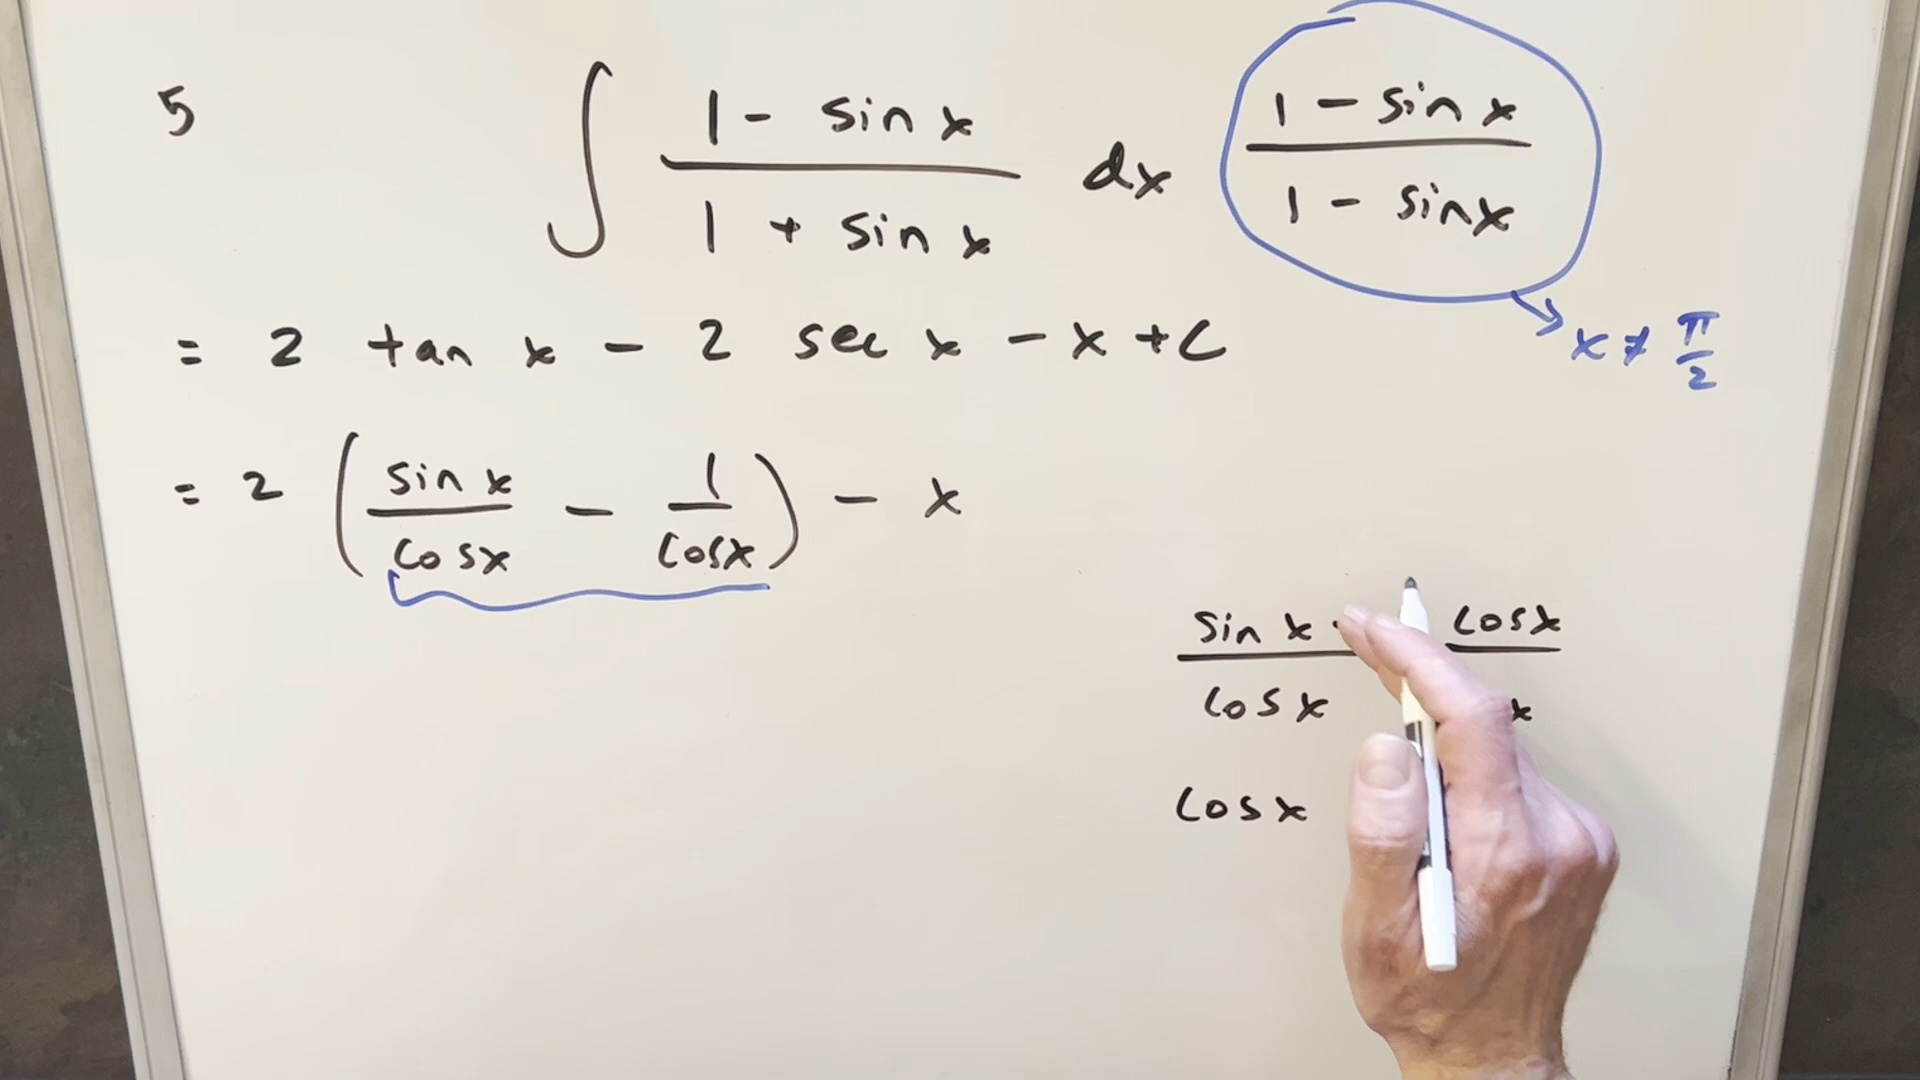 5 ∫ (1 - sin x)/(1 + sin x) dx (1 - sin x)/(1 - sin x)
→ x ≠ π/2
= 2 tan x - 2 sec x - x + C
= 2 (sin x/cos x - 1/cos x) - x
sin x cos x
cos x x
cos x